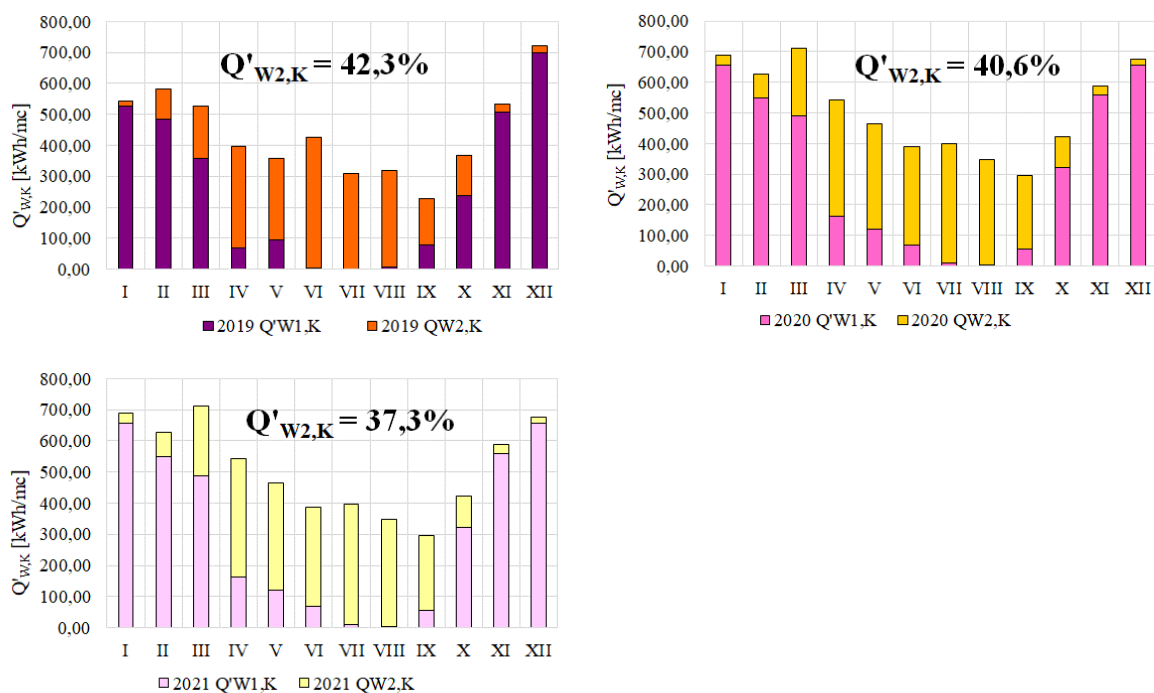 800,00
700,00
600,00
500,00
400,00
300,00
200,00
100,00
0,00
Q'W,K [kWh/mc]
Q'W2,K = 42,3%
I II III IV V VI VII VIII IX X XI XII
2019 Q'W1,K 2019 QW2,K
800,00
700,00
600,00
500,00
400,00
300,00
200,00
100,00
0,00
Q'W,K [kWh/mc]
Q'W2,K = 40,6%
I II III IV V VI VII VIII IX X XI XII
2020 Q'W1,K 2020 QW2,K
800,00
700,00
600,00
500,00
400,00
300,00
200,00
100,00
0,00
Q'W,K [kWh/mc]
Q'W2,K = 37,3%
I II III IV V VI VII VIII IX X XI XII
2021 Q'W1,K 2021 QW2,K